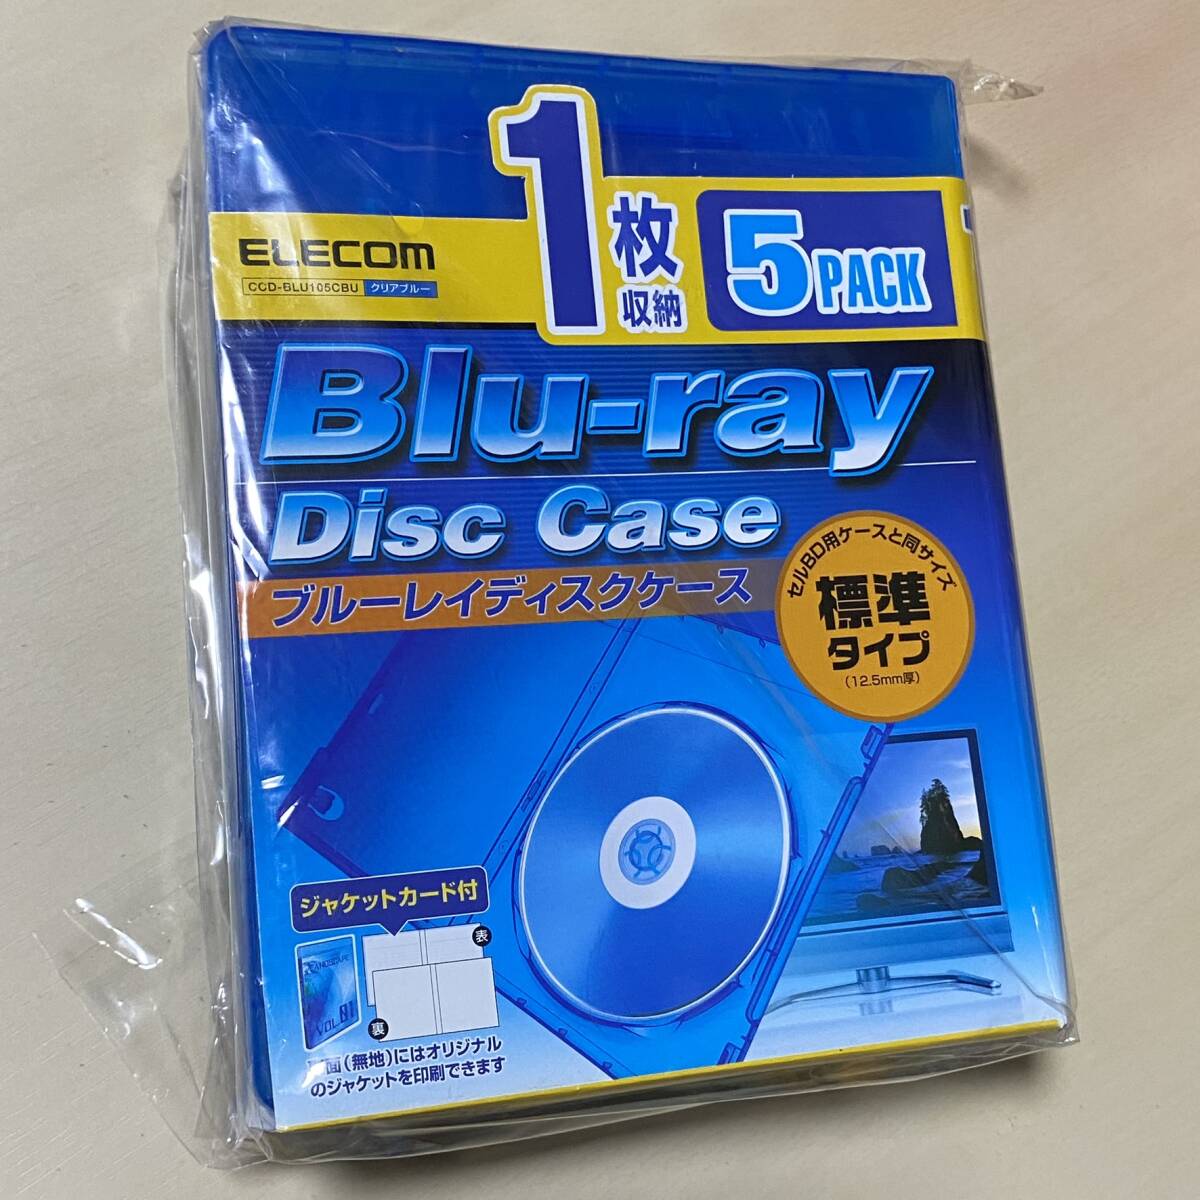 1枚
収納
5PACK
ELECOM
CCD-BLU105CBU クリアブルー
Blu-ray
Disc Case
ブルーレイディスクケース
セルBD用ケースと同サイズ
標準
タイプ
(12.5mm厚)
ジャケットカード付
表
裏
VOL.01
面(無地)にはオリジナル
のジャケットを印刷できます